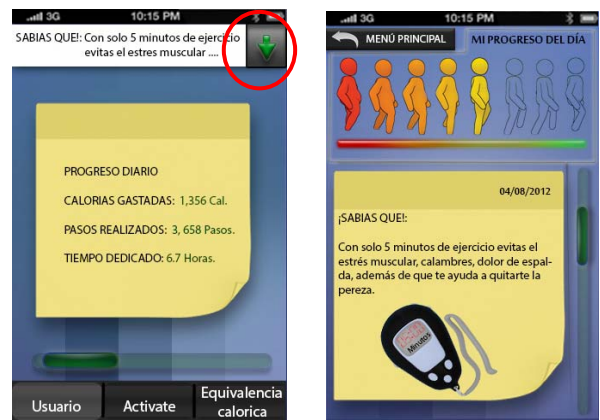 3G 10:15 PM
SABIAS QUE!: Con solo 5 minutos de ejercicio
evitas el estres muscular ....
PROGRESO DIARIO
CALORIAS GASTADAS: 1,356 Cal.
PASOS REALIZADOS: 3, 658 Pasos.
TIEMPO DEDICADO: 6.7 Horas.
Usuario
Activate
Equivalencia
calorica
3G 10:15 PM
MENÚ PRINCIPAL
MI PROGRESO DEL DÍA
04/08/2012
¡SABIAS QUE!:
Con solo 5 minutos de ejercicio evitas el
estrés muscular, calambres, dolor de espal-
da, además de que te ayuda a quitarte la
pereza.
Minutos